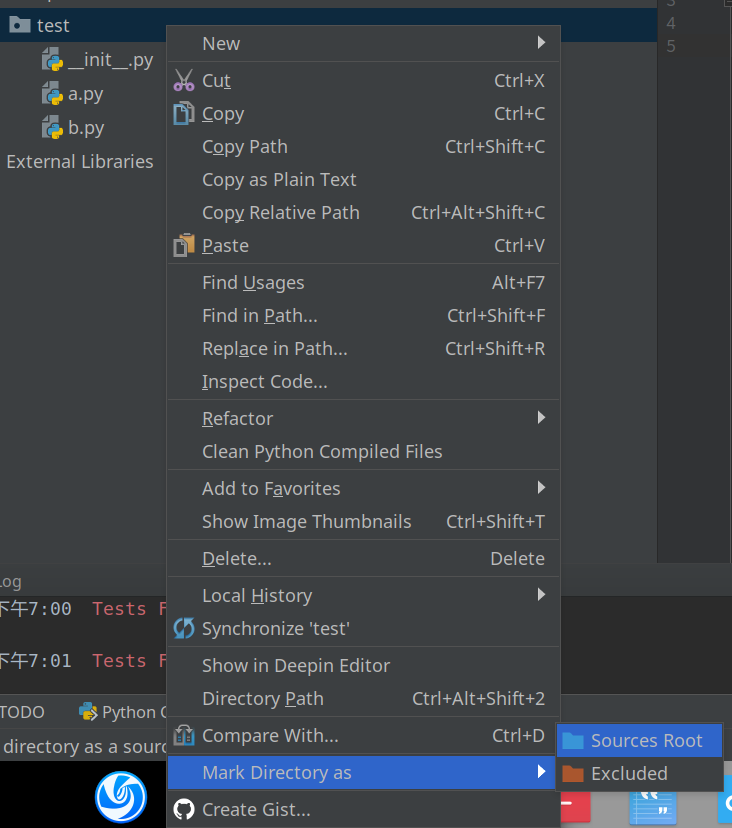 test
__init__.py
a.py
b.py
External Libraries
3
4
5
New
Cut Ctrl+X
Copy Ctrl+C
Copy Path Ctrl+Shift+C
Copy as Plain Text
Copy Relative Path Ctrl+Alt+Shift+C
Paste Ctrl+V
Find Usages Alt+F7
Find in Path... Ctrl+Shift+F
Replace in Path... Ctrl+Shift+R
Inspect Code...
Refactor
Clean Python Compiled Files
Add to Favorites
Show Image Thumbnails Ctrl+Shift+T
Delete... Delete
Local History
Synchronize 'test'
Show in Deepin Editor
Directory Path Ctrl+Alt+Shift+2
Compare With... Ctrl+D
Mark Directory as
Create Gist...
Sources Root
Excluded
og
下午7:00 Tests F
下午7:01 Tests F
TODO
Python C
directory as a sourc